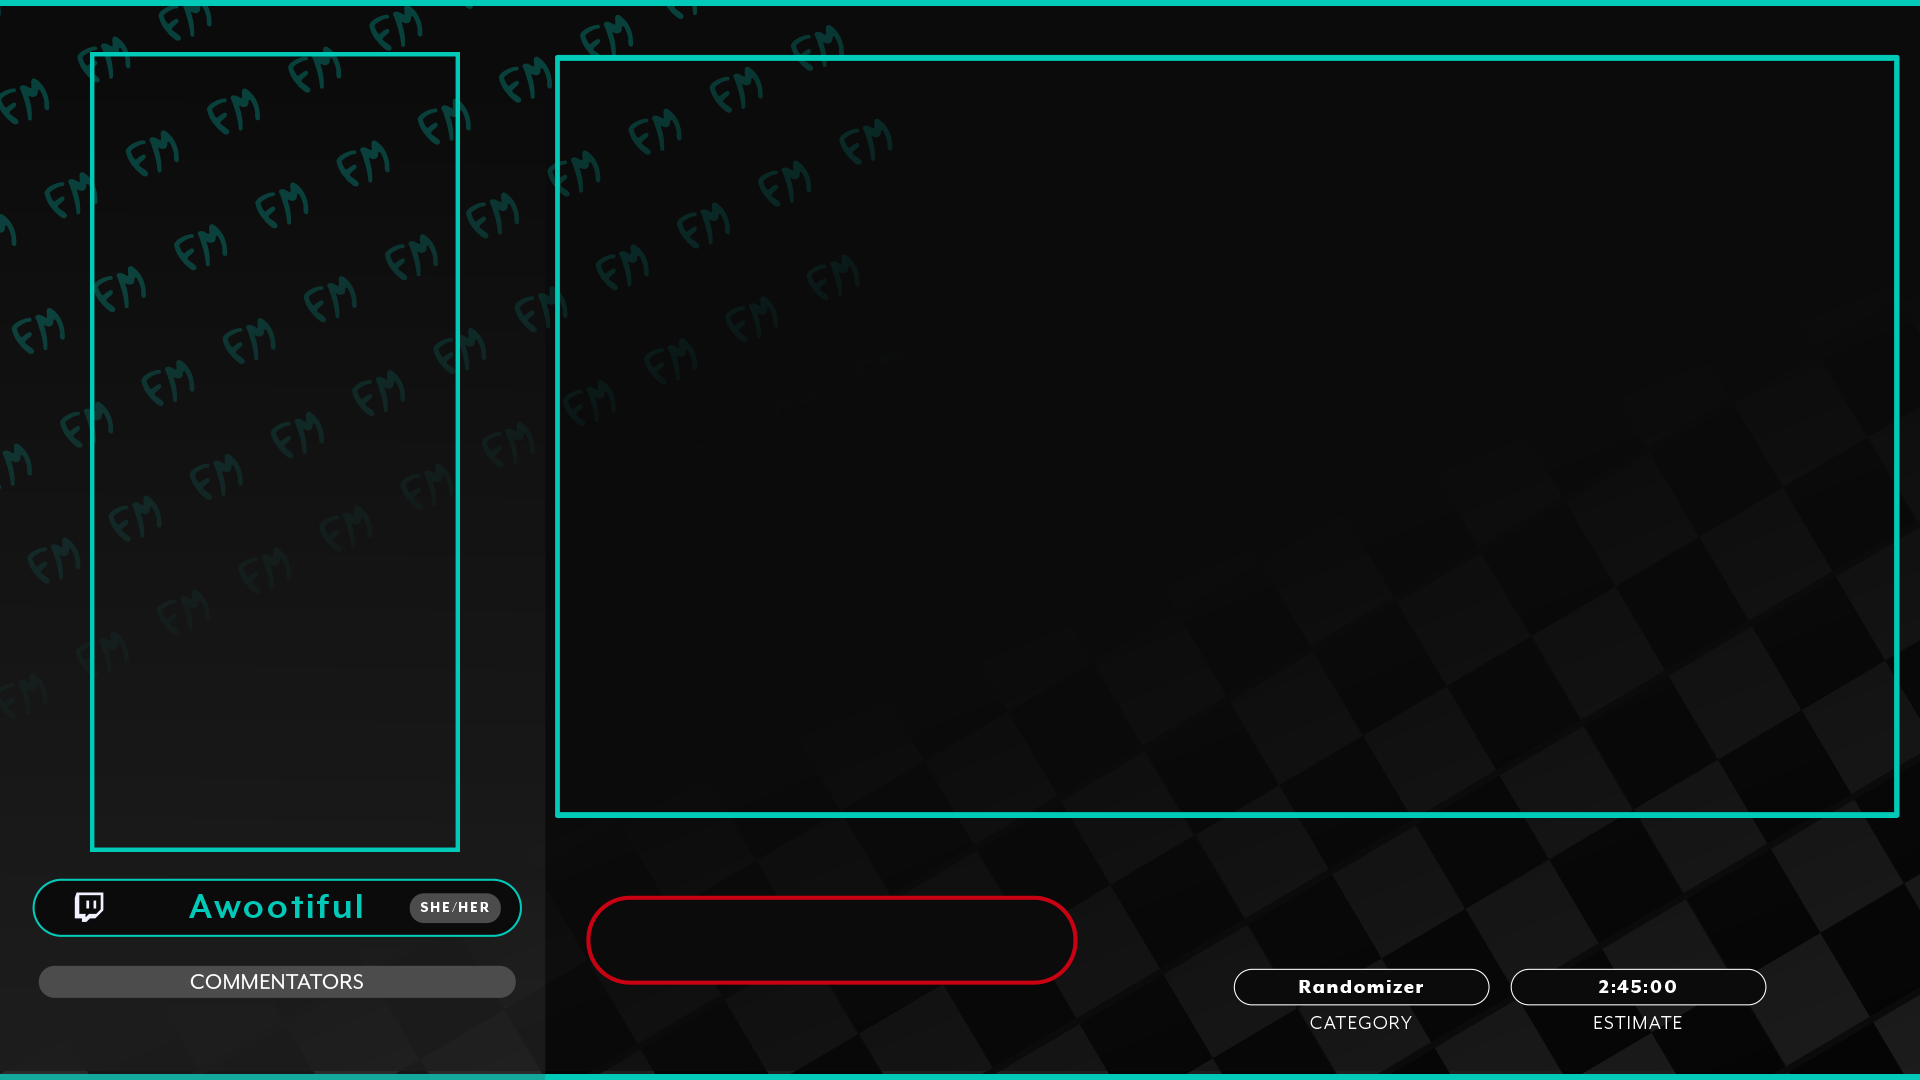 Awootiful
SHE/HER
COMMENTATORS
Randomizer
2:45:00
CATEGORY
ESTIMATE